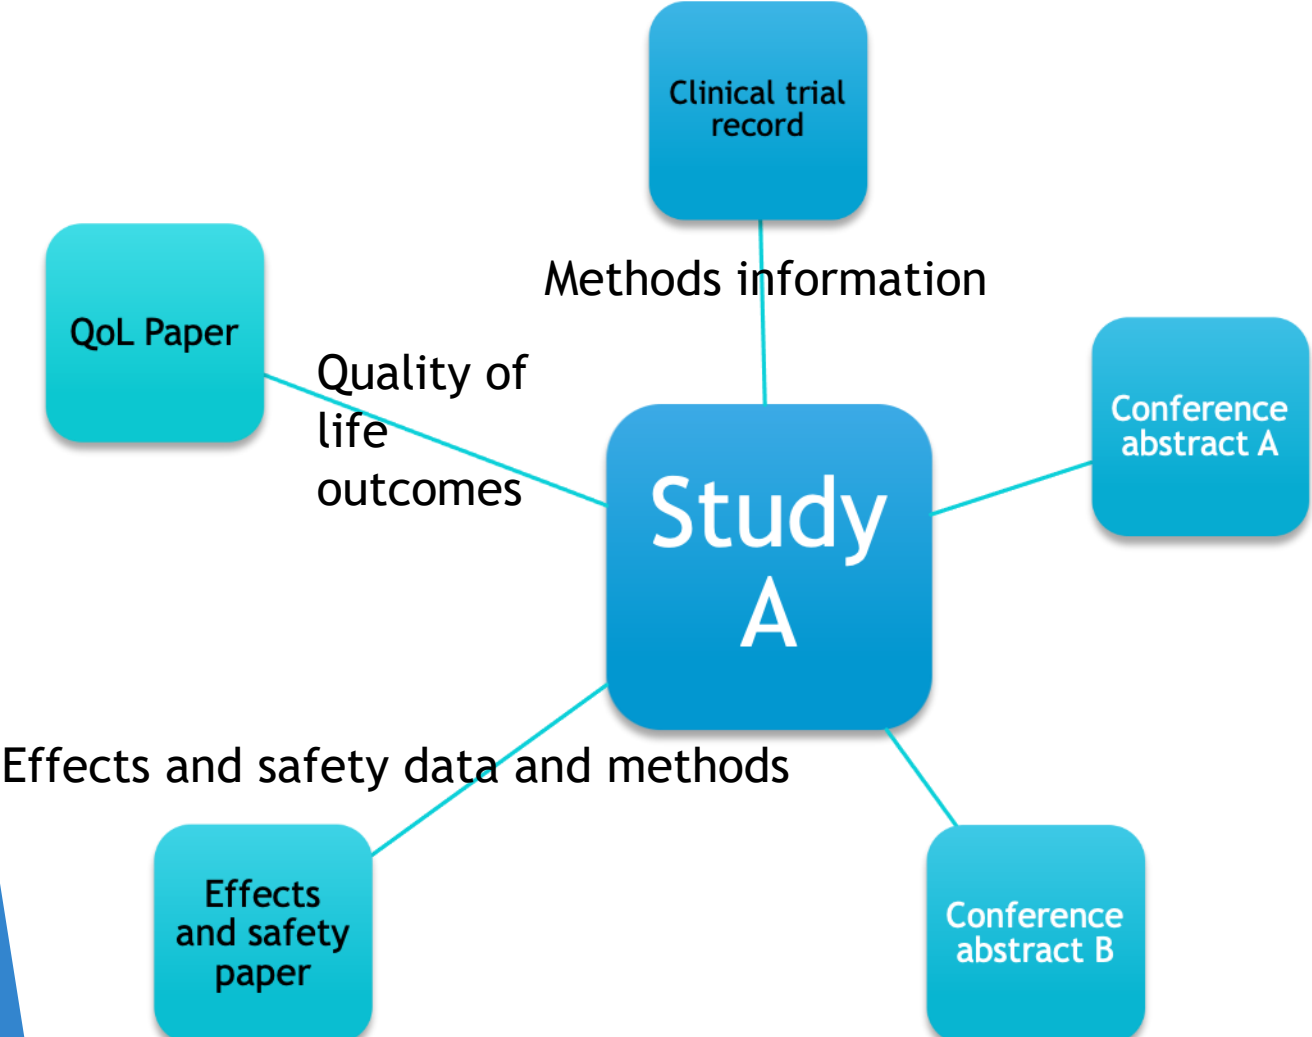 Clinical trial
record
Methods information
QoL Paper
Quality of
life
outcomes
Conference
abstract A
Study
A
Effects and safety data and methods
Effects
and safety
paper
Conference
abstract B